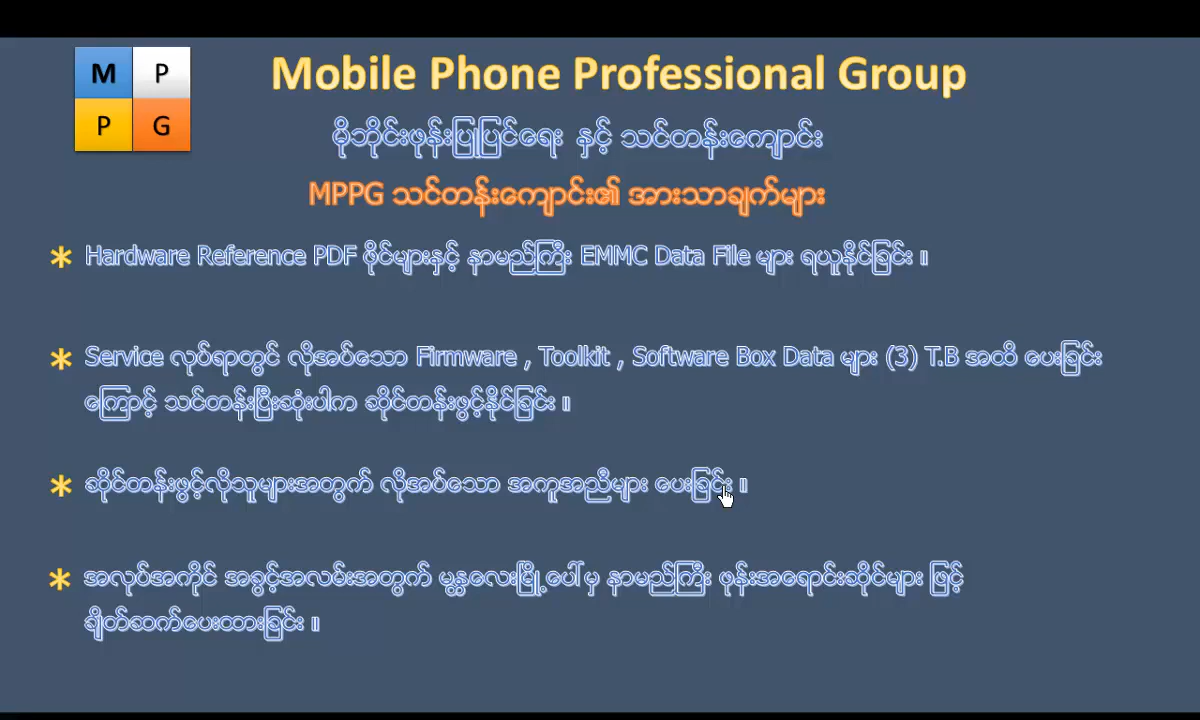 M P
P G
Mobile Phone Professional Group
မိုဘိုင်းဖုန်းပြုပြင်ရေး နှင့် သင်တန်းကျောင်း
MPPG သင်တန်းကျောင်း၏ အားသာချက်များ
* Hardware Reference PDF ဖိုင်များနှင့် နာမည်ကြီး EMMC Data File များ ရယူနိုင်ခြင်း ။
* Service လုပ်ရာတွင် လိုအပ်သော Firmware , Toolkit , Software Box Data များ (3) T.B အထိ ပေးခြင်း
ကြောင့် သင်တန်းပြီးဆုံးပါက ဆိုင်တန်းဖွင့်နိုင်ခြင်း ။
* ဆိုင်တန်းဖွင့်လိုသူများအတွက် လိုအပ်သော အကူအညီများ ပေးခြင်း ။
* အလုပ်အကိုင် အခွင့်အလမ်းအတွက် မန္တလေးမြို့ပေါ်မှ နာမည်ကြီး ဖုန်းအရောင်းဆိုင်များ ဖြင့်
ချိတ်ဆက်ပေးထားခြင်း ။